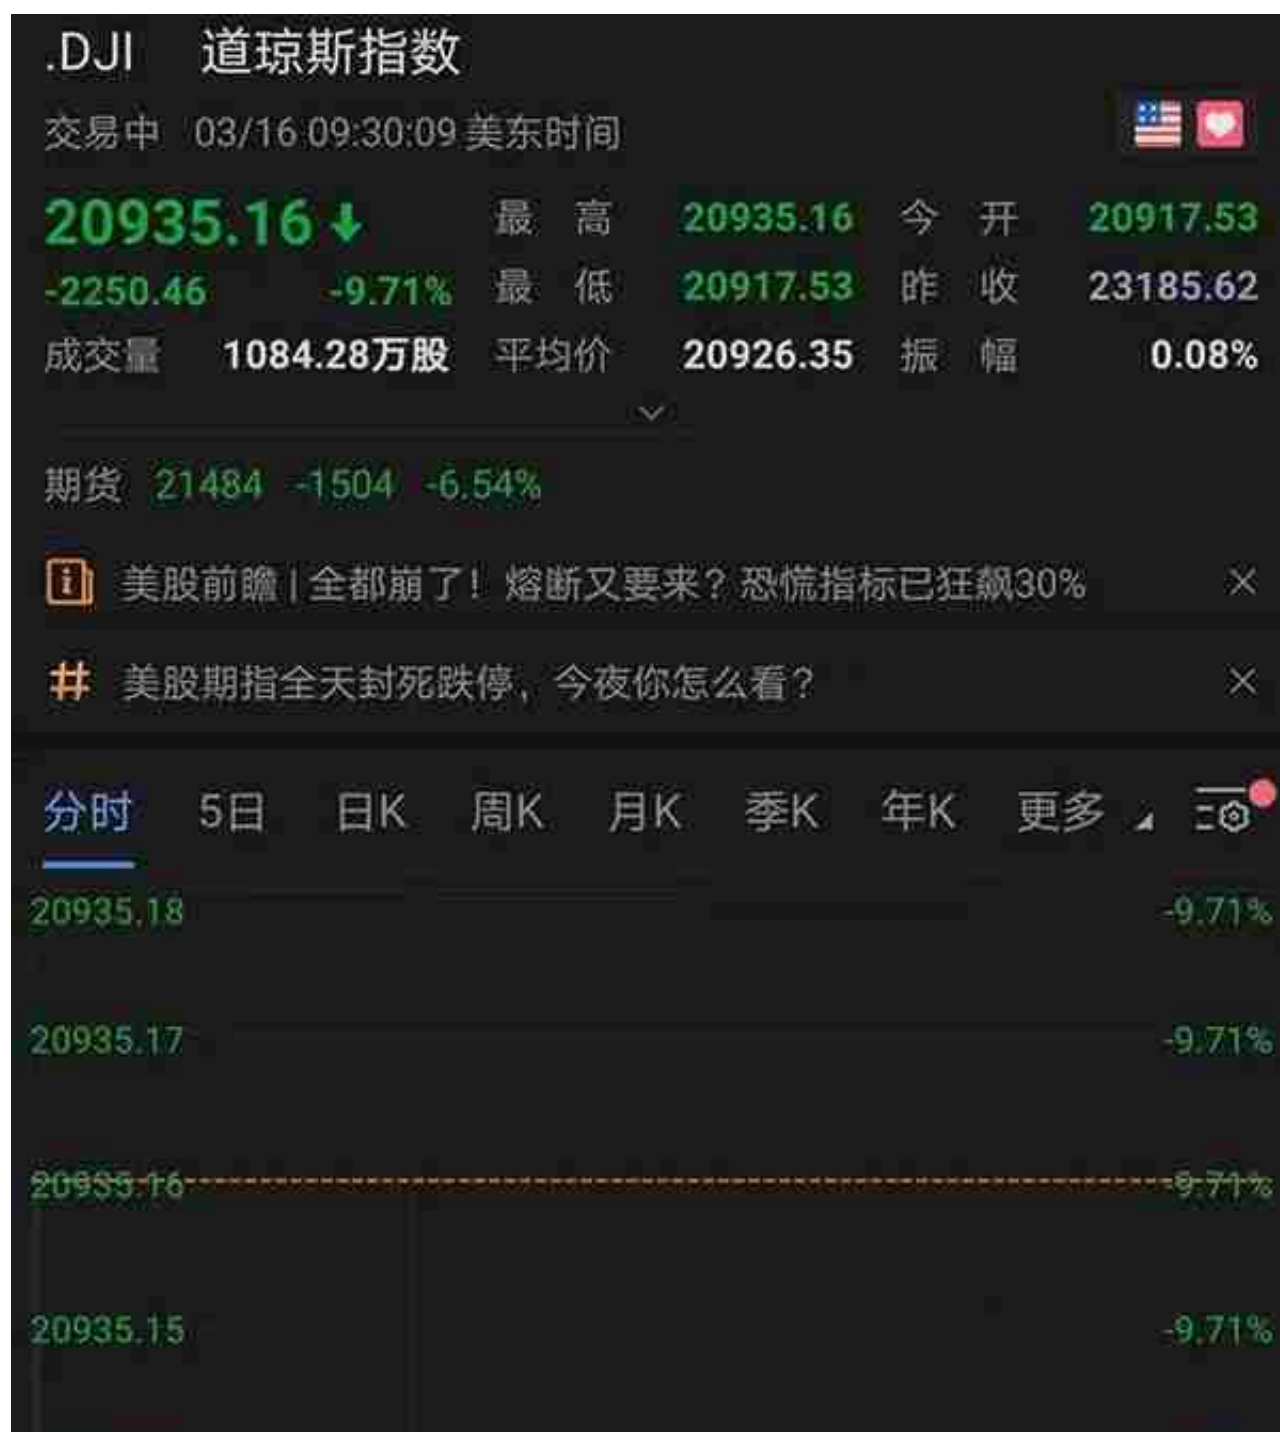 .DJI 道琼斯指数
交易中 03/16 09:30:09 美东时间
20935.16 最高 20935.16 今开 20917.53
-2250.46 -9.71% 最低 20917.53 昨收 23185.62
成交量 1084.28万股 平均价 20926.35 振幅 0.08%
期货 21484 -1504 -6.54%
美股前瞻 | 全都崩了！熔断又要来？恐慌指标已狂飙30%
# 美股期指全天封死跌停，今夜你怎么看？
分时 5日 日K 周K 月K 季K 年K 更多
20935.18 -9.71%
20935.17 -9.71%
20935.16 -9.71%
20935.15 -9.71%